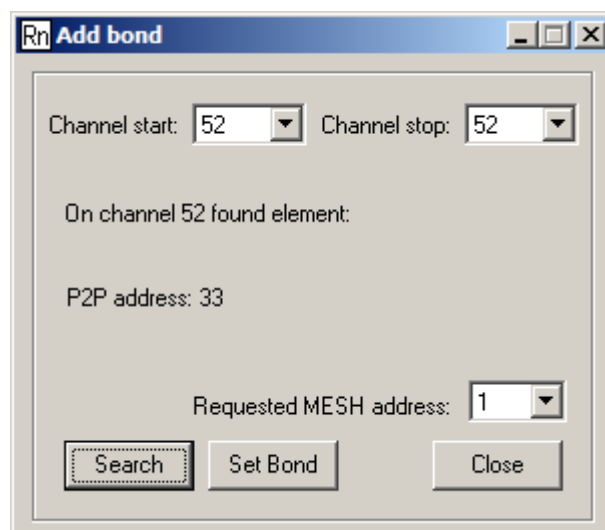 Rn Add bond
Channel start: 52 Channel stop: 52
On channel 52 found element:
P2P address: 33
Requested MESH address: 1
Search Set Bond Close